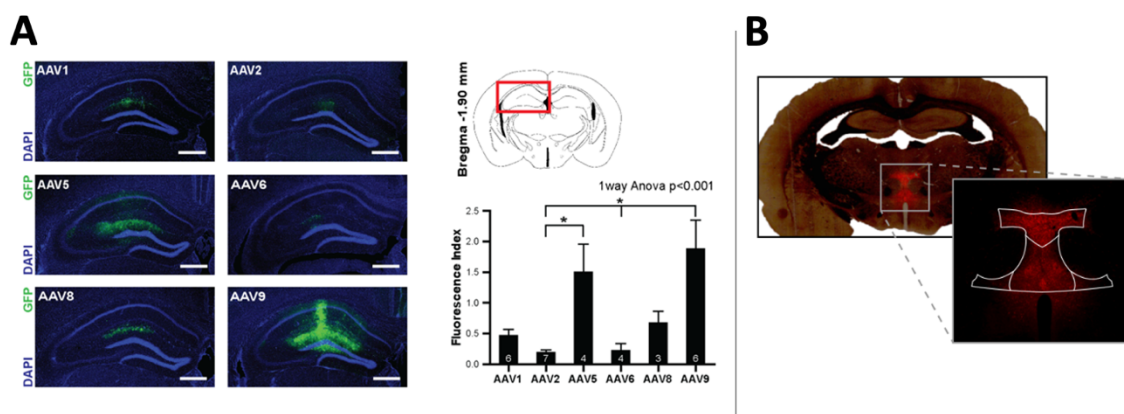 A
B
GFP
DAPI
AAV1
AAV2
GFP
DAPI
AAV5
AAV6
GFP
DAPI
AAV8
AAV9
Bregma -1.90 mm
1way Anova p<0.001
*
*
Fluorescence Index
2.5
2.0
1.5
1.0
0.5
0.0
6
7
4
4
3
6
AAV1 AAV2 AAV5 AAV6 AAV8 AAV9